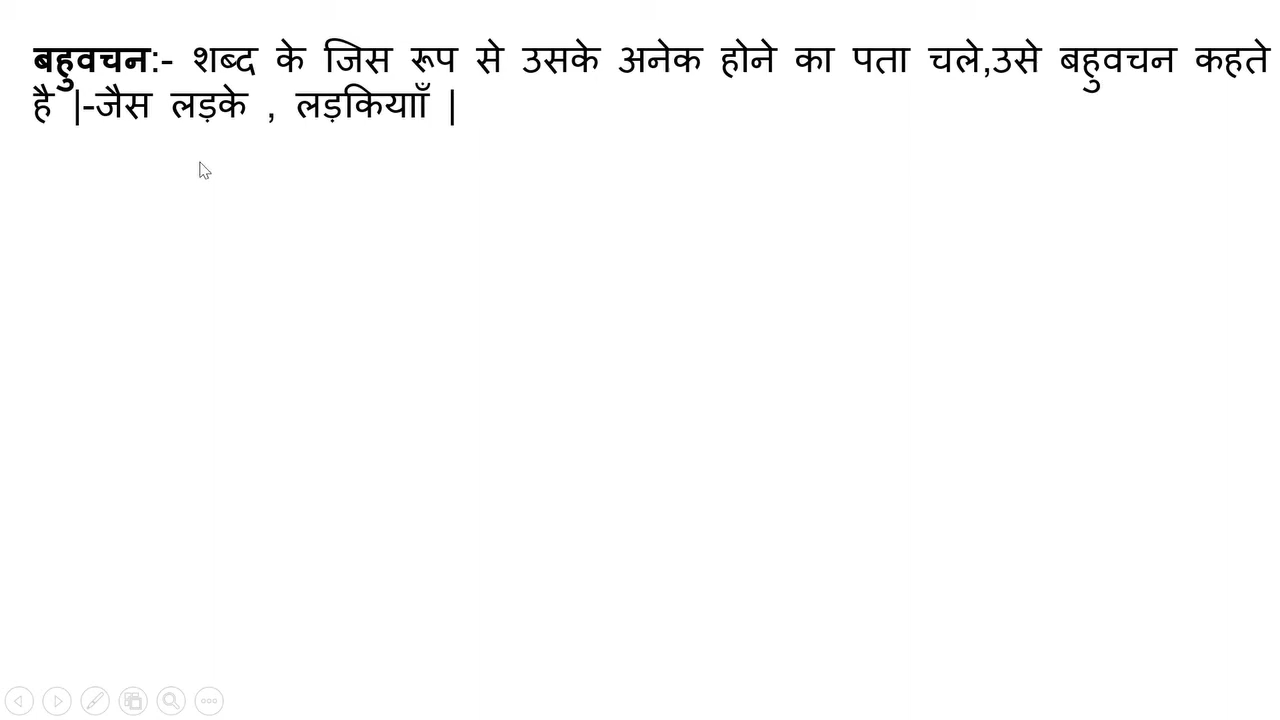 बहुवचन:- शब्द के जिस रूप से उसके अनेक होने का पता चले,उसे बहुवचन कहते
है |-जैस लड़के , लड़कियााँ |